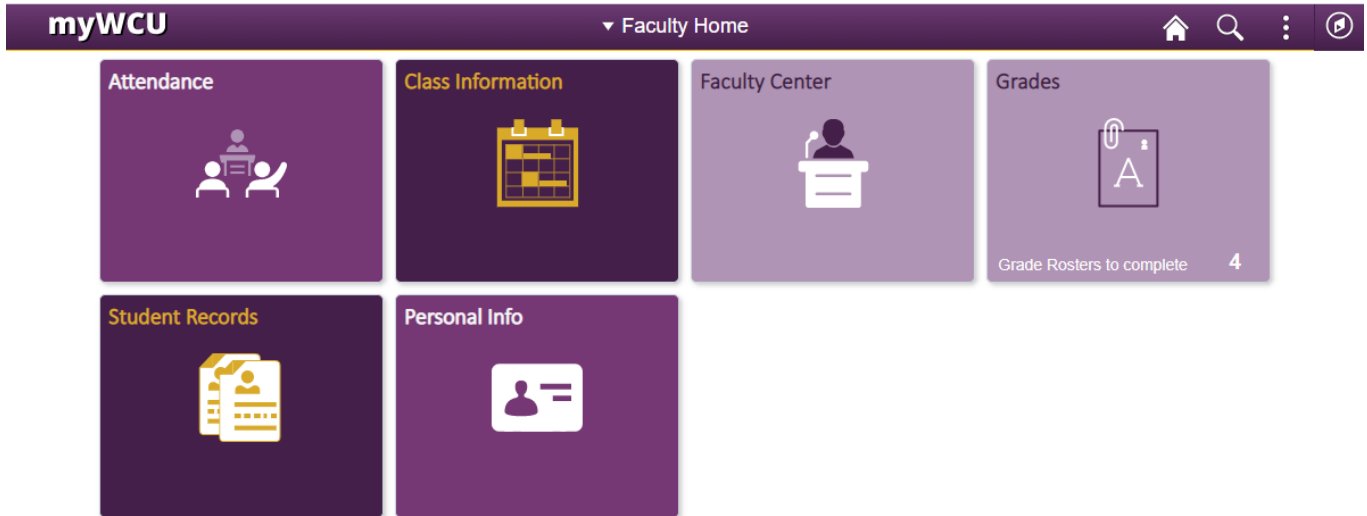 myWCU
Faculty Home
Attendance
Class Information
Faculty Center
Grades
A
Grade Rosters to complete 4
Student Records
Personal Info